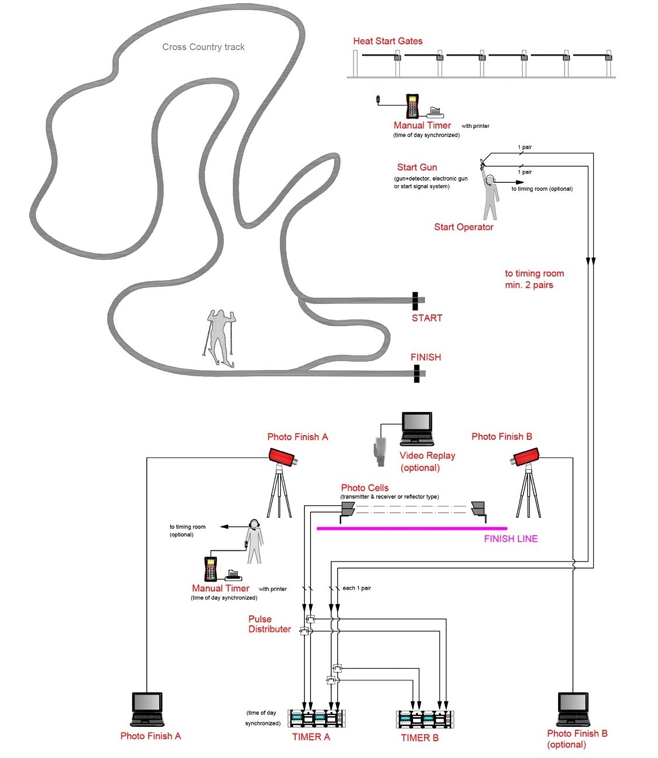 Cross Country track
Heat Start Gates
Manual Timer with printer
(time of day synchronized)
1 pair
Start Gun
(gun+detector, electronic gun
or start signal system)
1 pair
to timing room (optional)
Start Operator
to timing room
min. 2 pairs
START
FINISH
Photo Finish A
Photo Finish B
Video Replay
(optional)
Photo Cells
(transmitter & receiver or reflector type)
FINISH LINE
to timing room
(optional)
Manual Timer with printer
(time of day synchronized)
each 1 pair
Pulse
Distributer
(time of day
synchronized)
TIMER A
TIMER B
Photo Finish A
Photo Finish B
(optional)